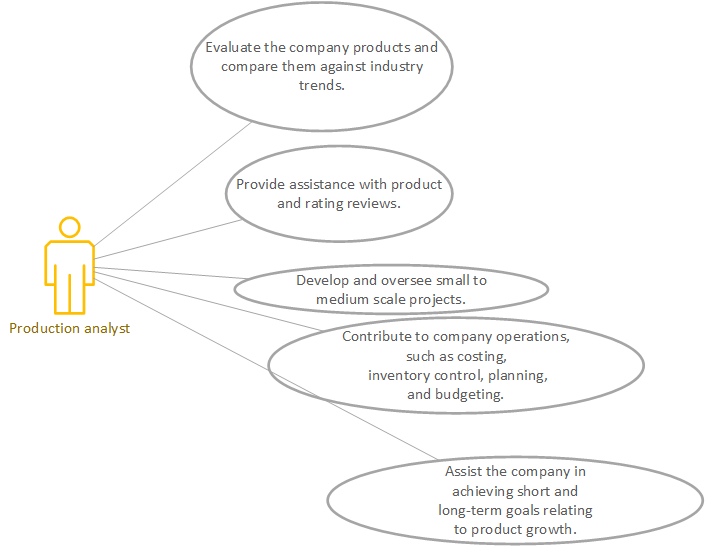 Evaluate the company products and
compare them against industry
trends.
Provide assistance with product
and rating reviews.
Develop and oversee small to
medium scale projects.
Production analyst
Contribute to company operations,
such as costing,
inventory control, planning,
and budgeting.
Assist the company in
achieving short and
long-term goals relating
to product growth.